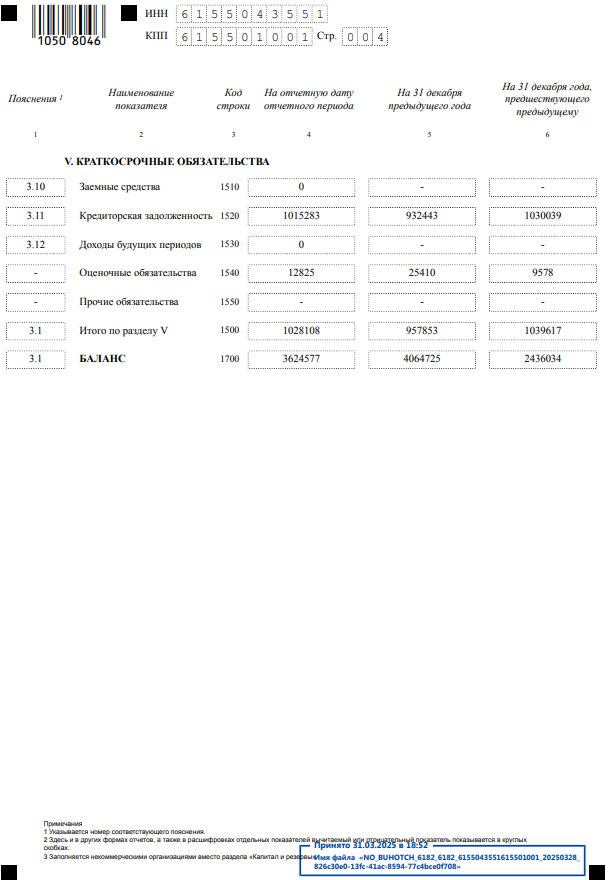 1050 8046
ИНН 6155043551
КПП 615501001 Стр. 004
Пояснения 1 Наименование показателя Код строки На отчетную дату отчетного периода На 31 декабря предыдущего года На 31 декабря года, предшествующего предыдущему
1 2 3 4 5 6
V. КРАТКОСРОЧНЫЕ ОБЯЗАТЕЛЬСТВА
3.10 Заемные средства 1510 0 - -
3.11 Кредиторская задолженность 1520 1015283 932443 1030039
3.12 Доходы будущих периодов 1530 0 - -
- Оценочные обязательства 1540 12825 25410 9578
- Прочие обязательства 1550 - - -
3.1 Итого по разделу V 1500 1028108 957853 1039617
3.1 БАЛАНС 1700 3624577 4064725 2436034
Примечания
1 Указывается номер соответствующего пояснения.
2 Здесь и в других формах отчетов, а также в расшифровках отдельных показателей вычитаемый или отрицательный показатель показывается в круглых
скобках.
3 Заполняется некоммерческими организациями вместо раздела «Капитал и резервы
Принято 31.03.2025 в 18:52
Имя файла «NO_BUHOTCH_6182_6182_6155043551615501001_20250328_
826c30e0-13fc-41ac-8594-77c4bce0f708»